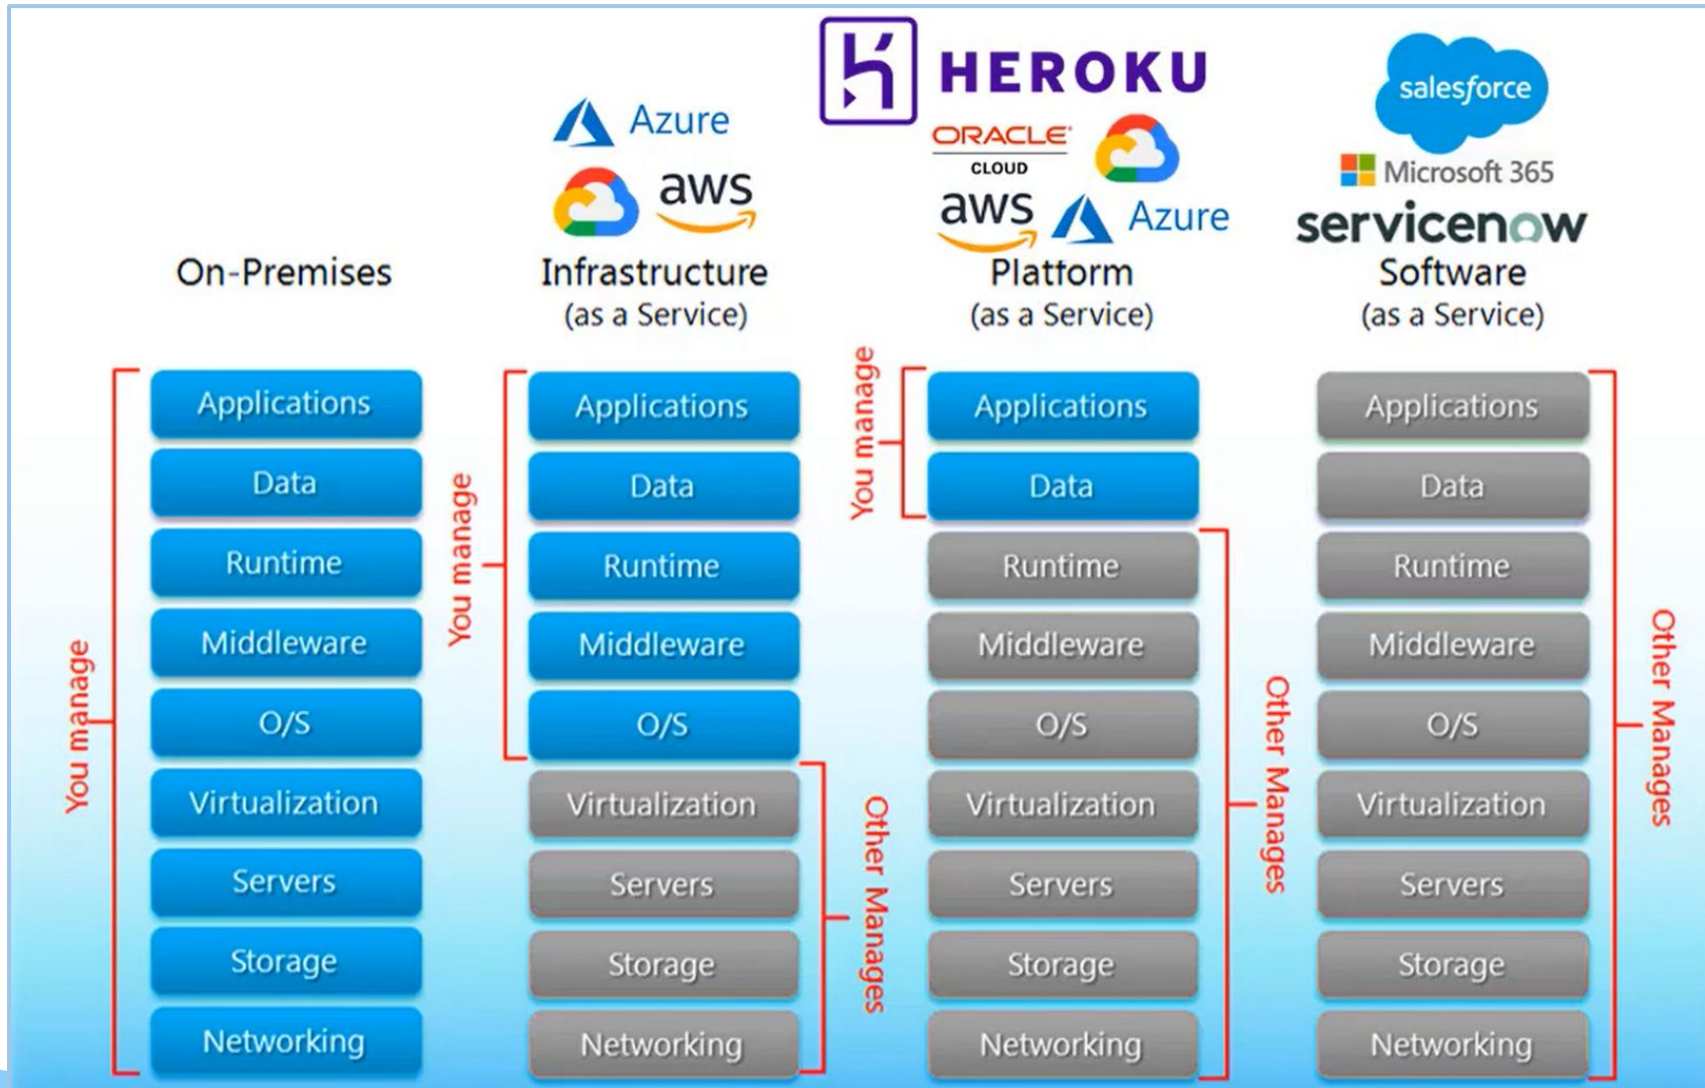 HEROKU
Azure
aws
ORACLE
CLOUD
aws
Azure
salesforce
Microsoft 365
servicenow
On-Premises
Infrastructure
(as a Service)
Platform
(as a Service)
Software
(as a Service)
You manage
Applications
Data
Runtime
Middleware
O/S
Virtualization
Servers
Storage
Networking
You manage
Applications
Data
Runtime
Middleware
O/S
Virtualization
Servers
Storage
Networking
Other Manages
You manage
Applications
Data
Runtime
Middleware
O/S
Virtualization
Servers
Storage
Networking
Other Manages
Applications
Data
Runtime
Middleware
O/S
Virtualization
Servers
Storage
Networking
Other Manages